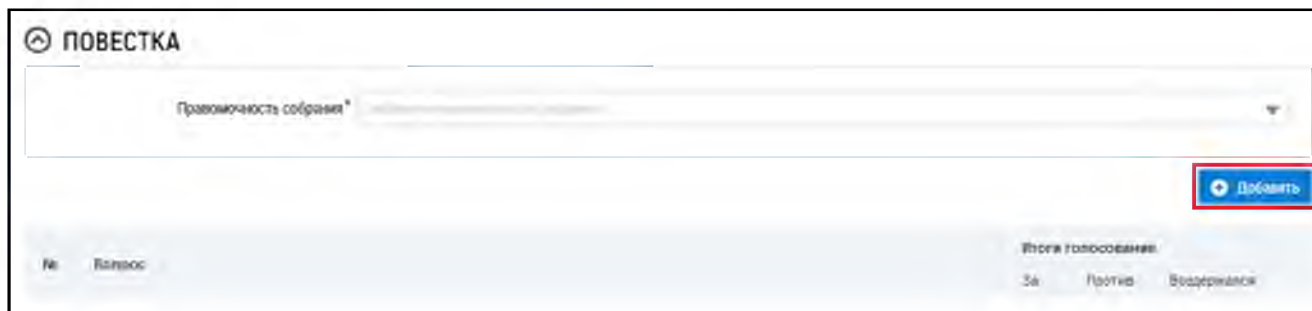 ПОВЕСТКА
Правомочность собрания*
Добавить
№ Вопрос
Итоги голосования
За Против Воздержался